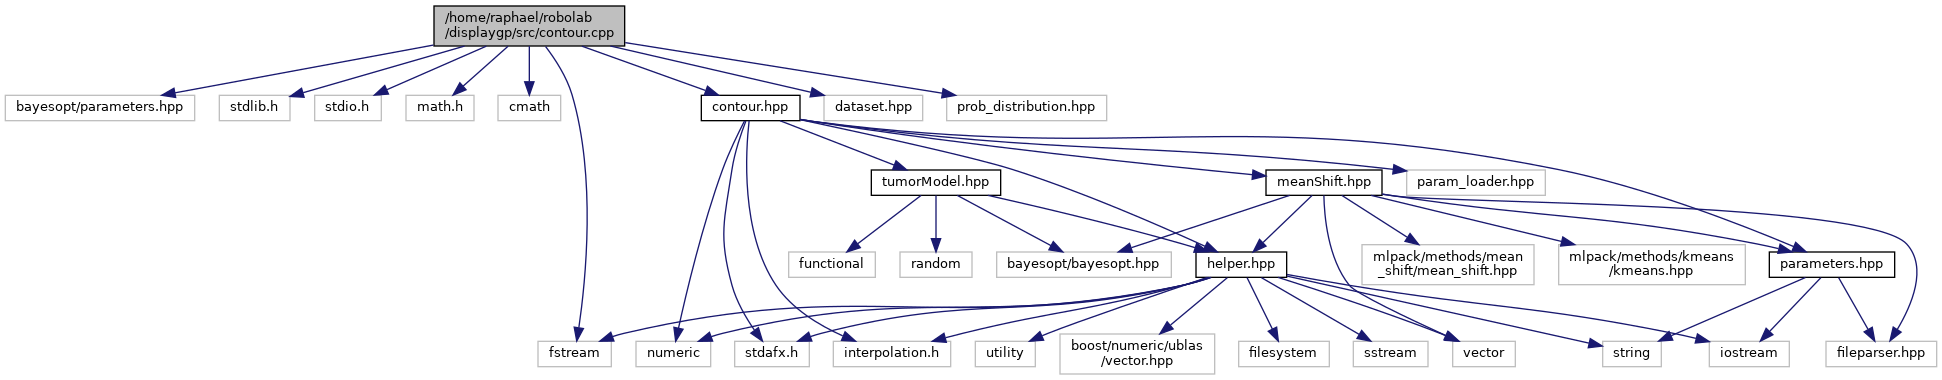 /home/raphael/robolab
/displaygp/src/contour.cpp
bayesopt/parameters.hpp
stdlib.h
stdio.h
math.h
cmath
contour.hpp
dataset.hpp
prob_distribution.hpp
tumorModel.hpp
meanShift.hpp
param_loader.hpp
functional
random
bayesopt/bayesopt.hpp
helper.hpp
mlpack/methods/mean
_shift/mean_shift.hpp
mlpack/methods/kmeans
/kmeans.hpp
parameters.hpp
fstream
numeric
stdafx.h
interpolation.h
utility
boost/numeric/ublas
/vector.hpp
filesystem
sstream
vector
string
iostream
fileparser.hpp